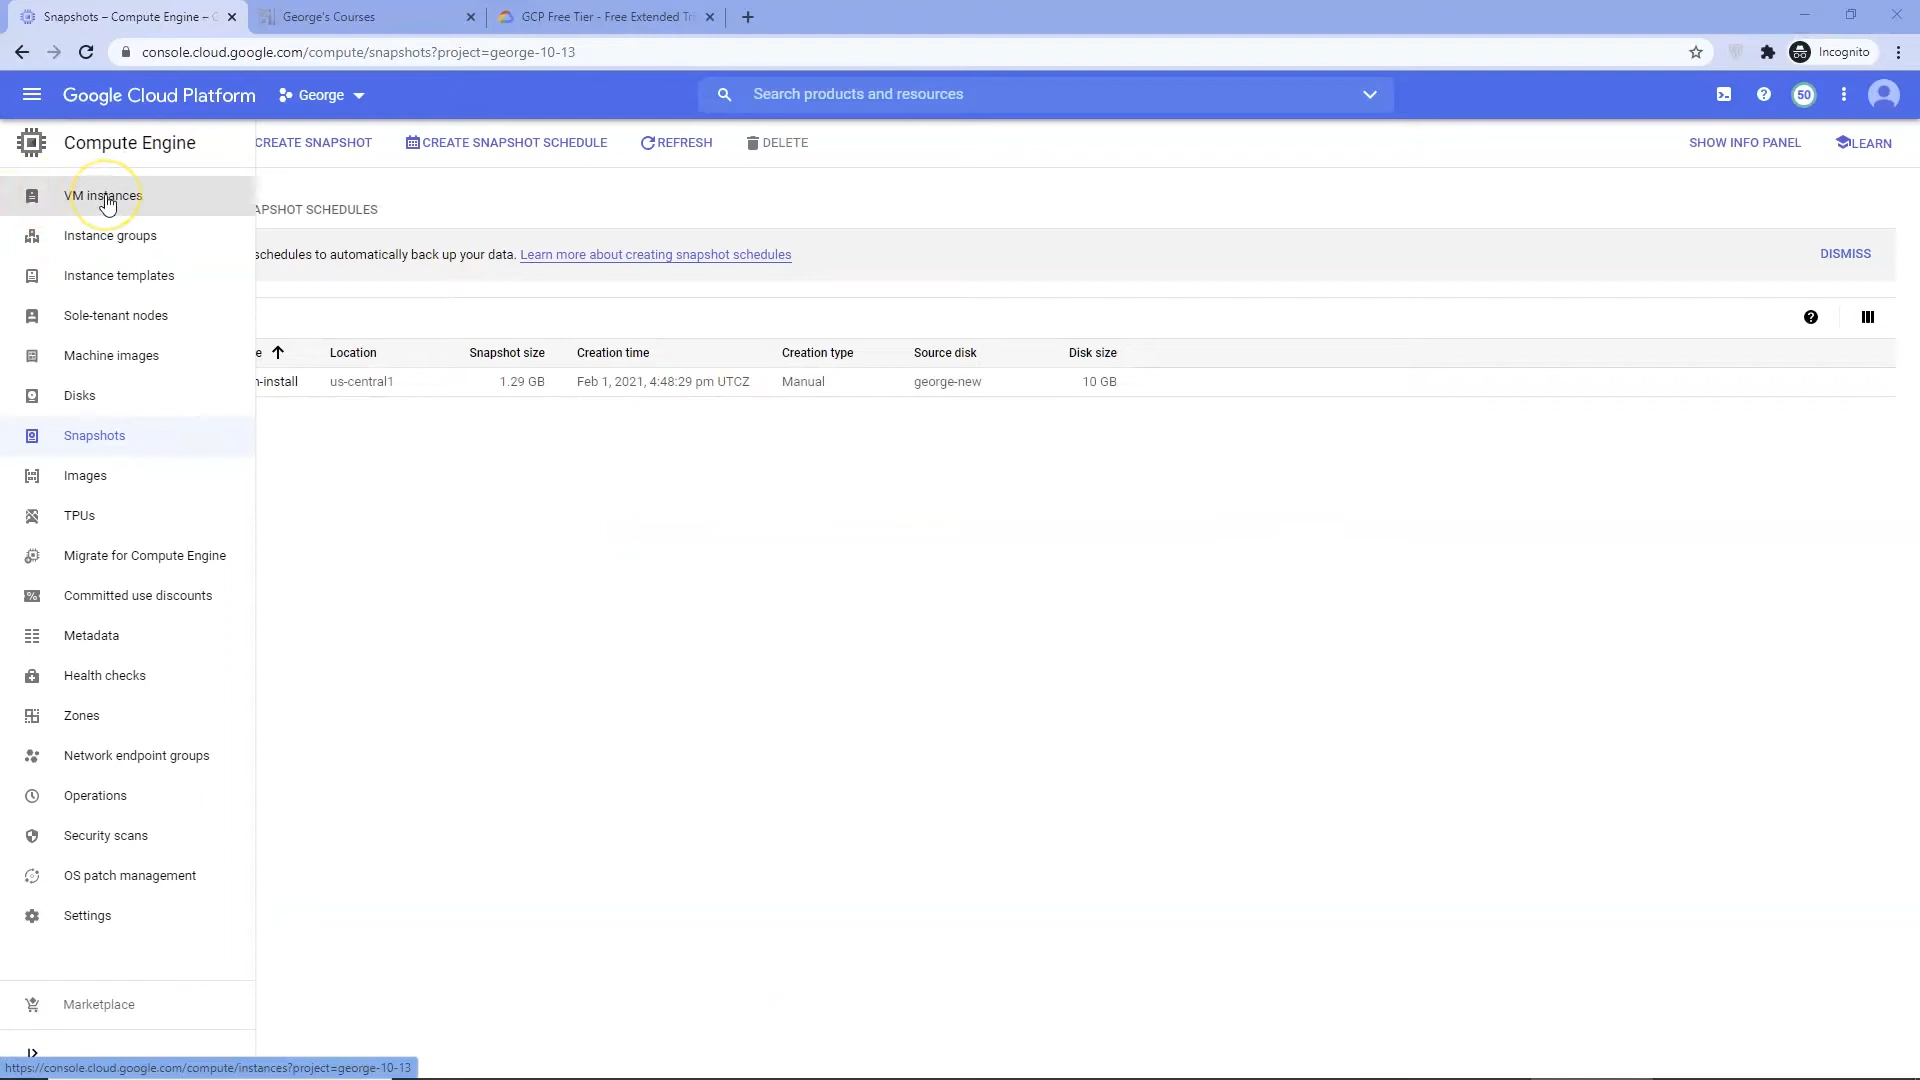 Snapshots – Compute Engine – G
George's Courses
GCP Free Tier - Free Extended Tri
console.cloud.google.com/compute/snapshots?project=george-10-13
Incognito
Google Cloud Platform
George
Search products and resources
50
Compute Engine
CREATE SNAPSHOT
CREATE SNAPSHOT SCHEDULE
REFRESH
DELETE
SHOW INFO PANEL
LEARN
VM instances
APSHOT SCHEDULES
Instance groups
schedules to automatically back up your data. Learn more about creating snapshot schedules
DISMISS
Instance templates
Sole-tenant nodes
Machine images
e
Location
Snapshot size
Creation time
Creation type
Source disk
Disk size
n-install
us-central1
1.29 GB
Feb 1, 2021, 4:48:29 pm UTCZ
Manual
george-new
10 GB
Disks
Snapshots
Images
TPUs
Migrate for Compute Engine
Committed use discounts
Metadata
Health checks
Zones
Network endpoint groups
Operations
Security scans
OS patch management
Settings
Marketplace
https://console.cloud.google.com/compute/instances?project=george-10-13